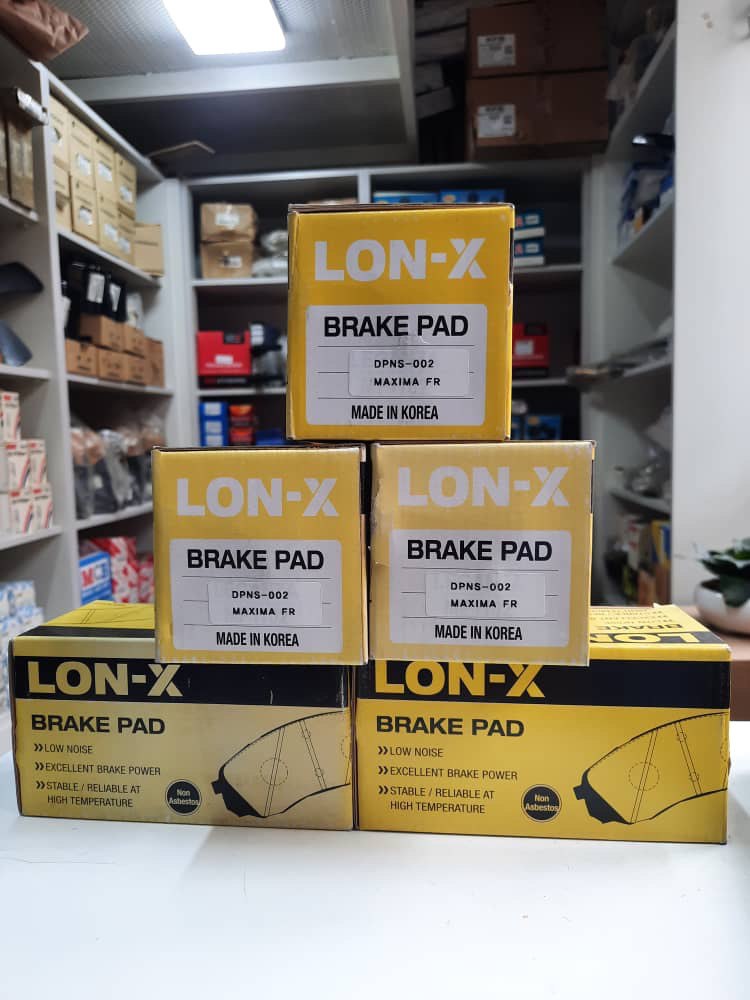 LON-X
BRAKE PAD
DPNS-002
MAXIMA FR
MADE IN KOREA
LON-X
BRAKE PAD
DPNS-002
MAXIMA FR
MADE IN KOREA
LON-X
BRAKE PAD
DPNS-002
MAXIMA FR
MADE IN KOREA
LON-X
BRAKE PAD
»LOW NOISE
»EXCELLENT BRAKE POWER
»STABLE / RELIABLE AT
HIGH TEMPERATURE
Non
Asbestos
LON-X
BRAKE PAD
»LOW NOISE
»EXCELLENT BRAKE POWER
»STABLE / RELIABLE AT
HIGH TEMPERATURE
Non
Asbestos